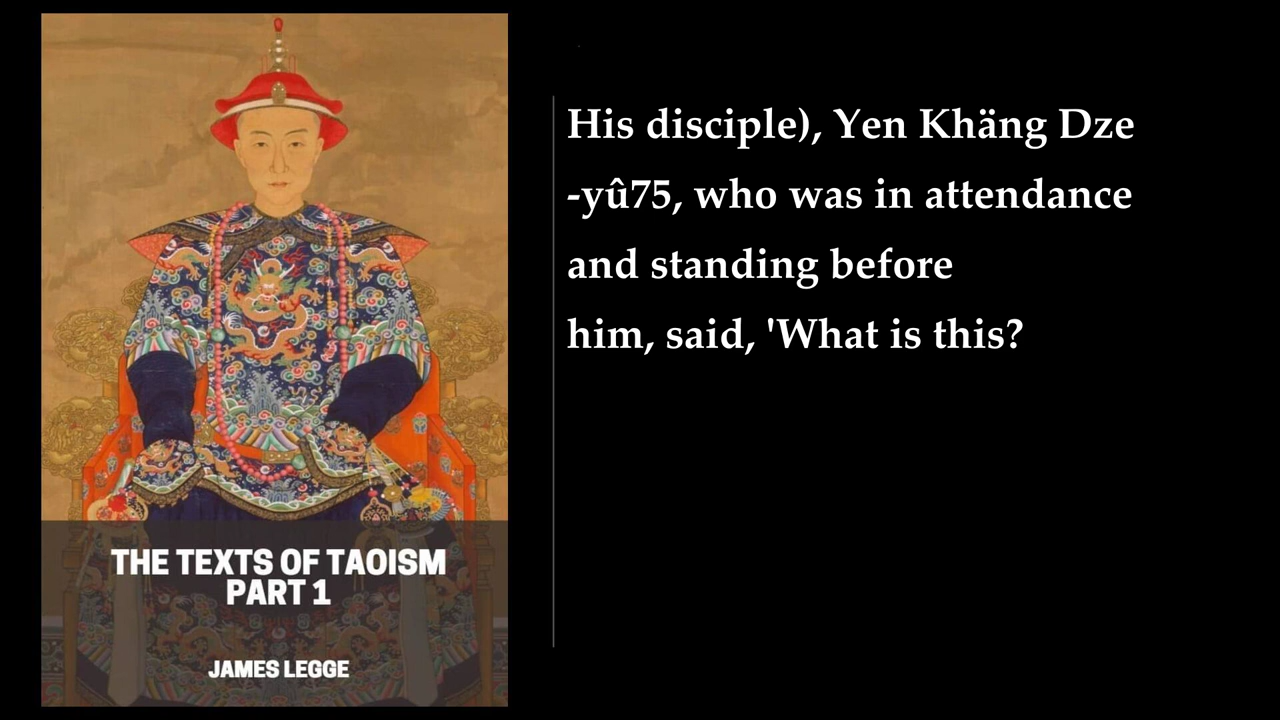 His disciple), Yen Khäng Dze
-yû75, who was in attendance
and standing before
him, said, 'What is this?
THE TEXTS OF TAOISM
PART 1
JAMES LEGGE